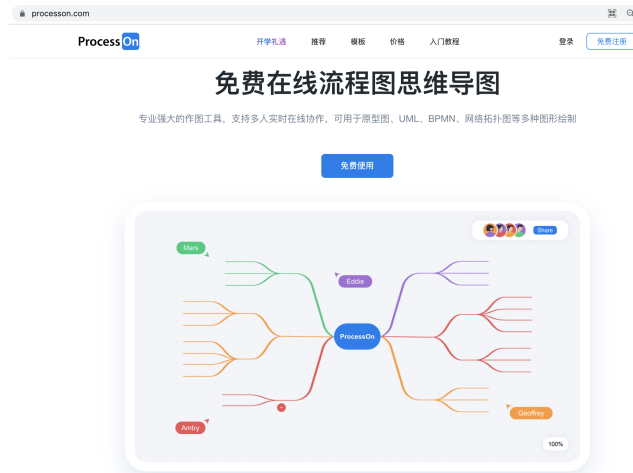 processon.com
ProcessOn
开学礼遇 推荐 模板 价格 入门教程 登录 免费注册
免费在线流程图思维导图
专业强大的作图工具，支持多人实时在线协作，可用于原型图、UML、BPMN、网络拓扑图等多种图形绘制
免费使用
Share
Mars
Eddie
ProcessOn
Geoffrey
Amby
100%